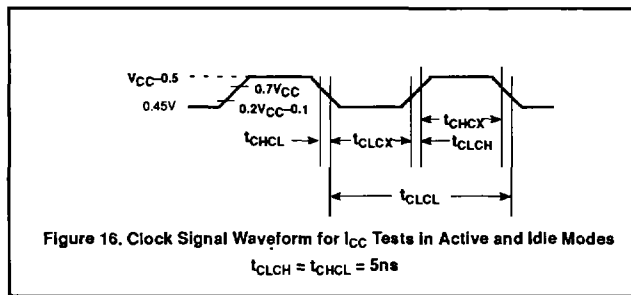 VCC–0.5
0.7VCC
0.45V
0.2VCC–0.1
tCHCX
tCHCL
tCLCX
tCLCH
tCLCL
Figure 16. Clock Signal Waveform for ICC Tests in Active and Idle Modes
tCLCH = tCHCL = 5ns